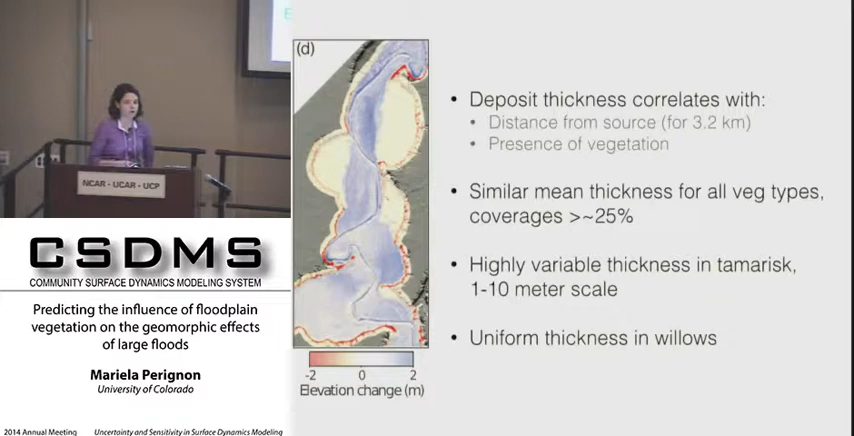 NCAR - UCAR - UCP
CSDMS
COMMUNITY SURFACE DYNAMICS MODELING SYSTEM
Predicting the influence of floodplain
vegetation on the geomorphic effects
of large floods
Mariela Perignon
University of Colorado
2014 Annual Meeting
Uncertainty and Sensitivity in Surface Dynamics Modeling
(d)
-2 0 2
Elevation change (m)
• Deposit thickness correlates with:
• Distance from source (for 3.2 km)
• Presence of vegetation
• Similar mean thickness for all veg types,
coverages >~25%
• Highly variable thickness in tamarisk,
1-10 meter scale
• Uniform thickness in willows